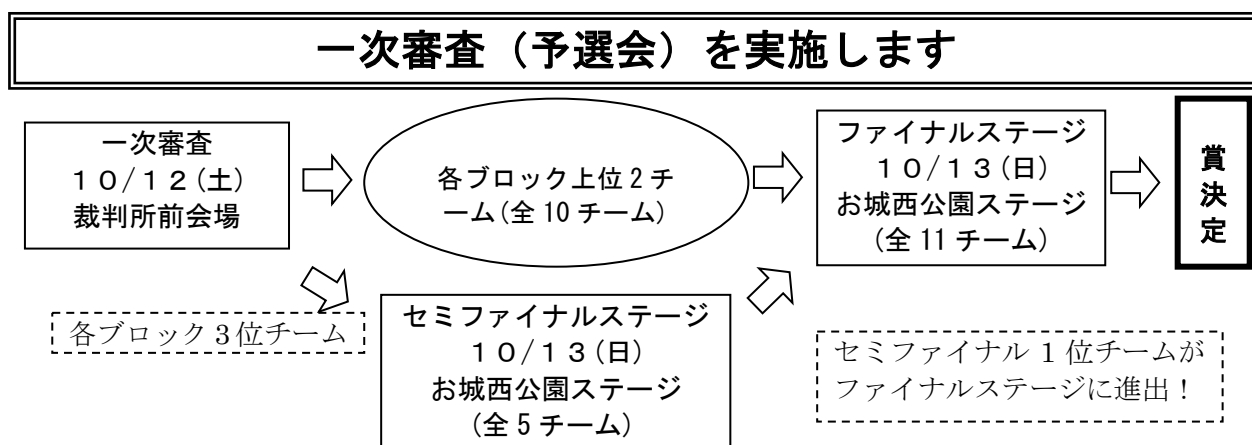 一次審査（予選会）を実施します
一次審査
１０/１２(土)
裁判所前会場
各ブロック上位2チ
ーム(全10チーム)
ファイナルステージ
１０/１３(日)
お城西公園ステージ
(全11チーム)
賞決定
各ブロック3位チーム
セミファイナルステージ
１０/１３(日)
お城西公園ステージ
(全5チーム)
セミファイナル1位チームが
ファイナルステージに進出！